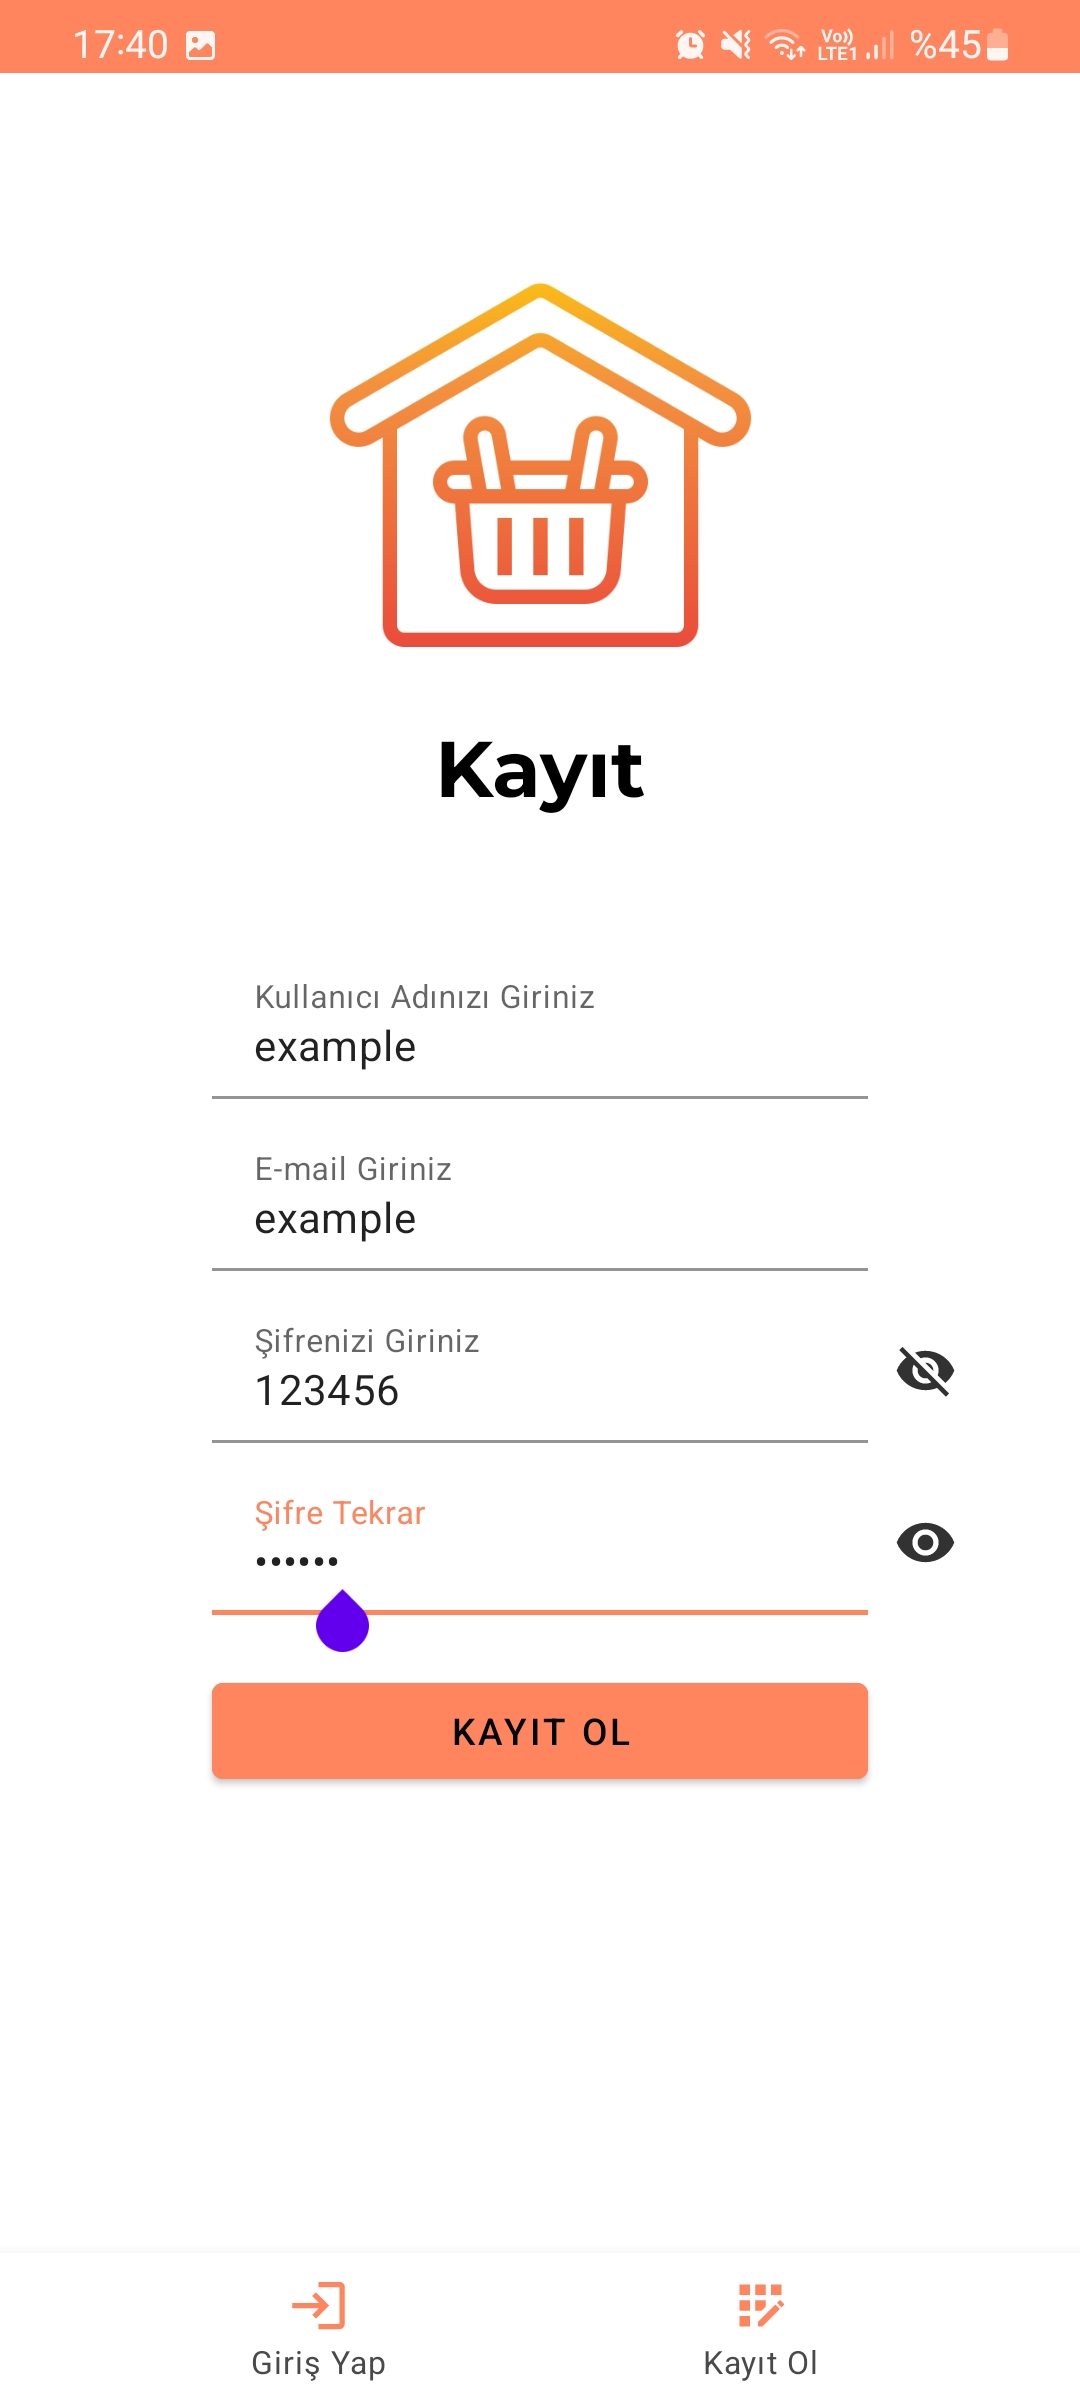 17:40 Vo)) LTE1 %45
Kayıt
Kullanıcı Adınızı Giriniz
example
E-mail Giriniz
example
Şifrenizi Giriniz
123456
Şifre Tekrar
••••••
KAYIT OL
Giriş Yap Kayıt Ol